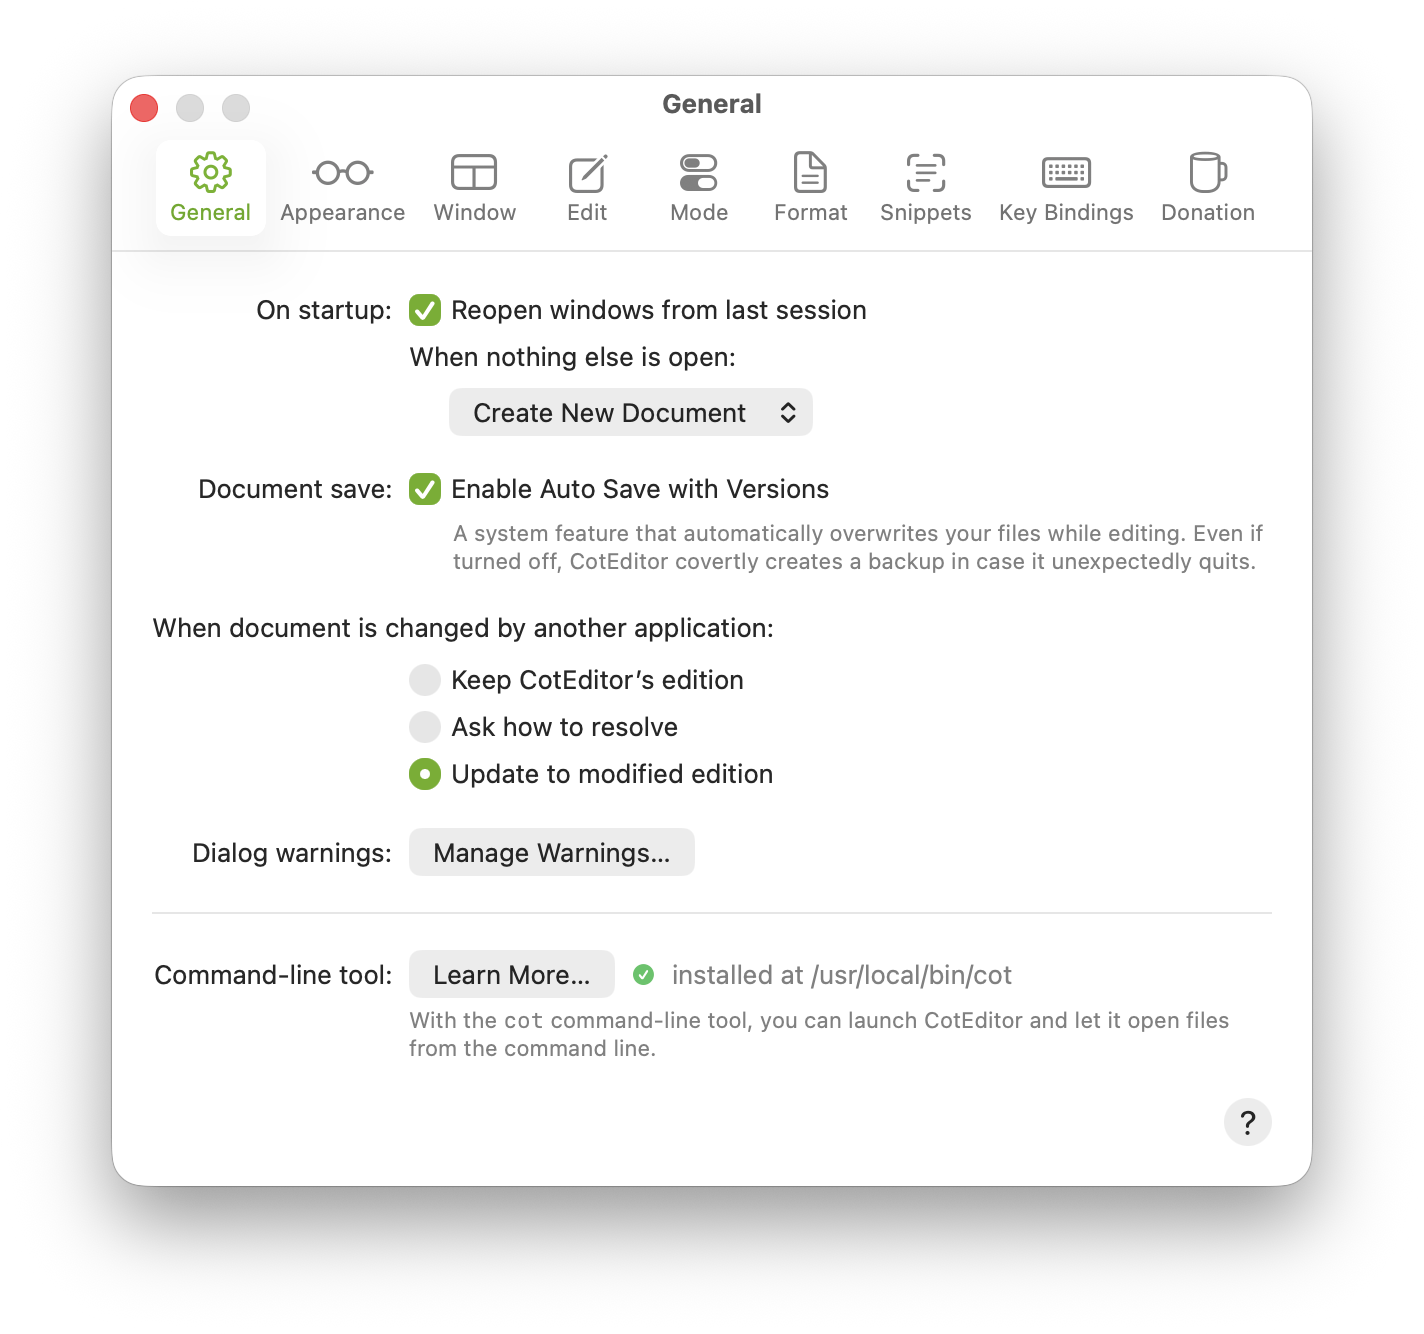 General
General Appearance Window Edit Mode Format Snippets Key Bindings Donation
On startup: Reopen windows from last session
When nothing else is open:
Create New Document
Document save: Enable Auto Save with Versions
A system feature that automatically overwrites your files while editing. Even if
turned off, CotEditor covertly creates a backup in case it unexpectedly quits.
When document is changed by another application:
Keep CotEditor’s edition
Ask how to resolve
Update to modified edition
Dialog warnings: Manage Warnings…
Command-line tool: Learn More… installed at /usr/local/bin/cot
With the cot command-line tool, you can launch CotEditor and let it open files
from the command line.
?